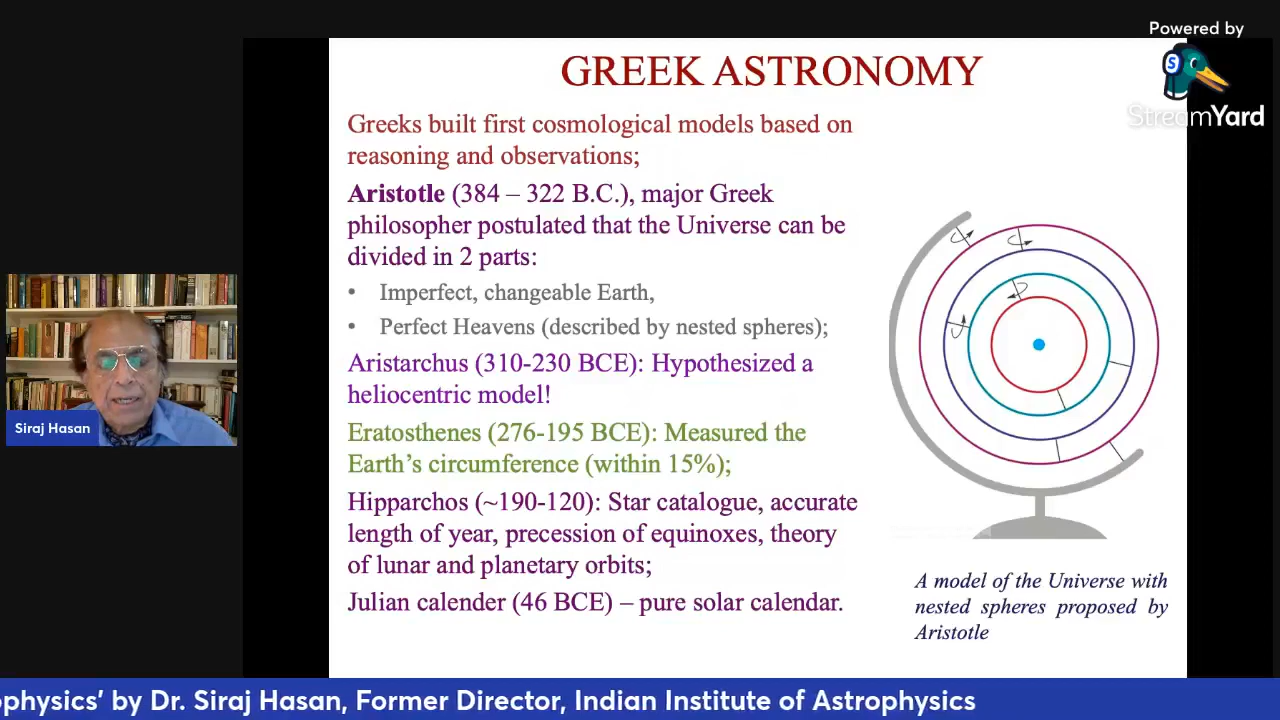 Powered by
StreamYard
GREEK ASTRONOMY
Greeks built first cosmological models based on
reasoning and observations;
Aristotle (384 – 322 B.C.), major Greek
philosopher postulated that the Universe can be
divided in 2 parts:
• Imperfect, changeable Earth,
• Perfect Heavens (described by nested spheres);
Aristarchus (310-230 BCE): Hypothesized a
heliocentric model!
Eratosthenes (276-195 BCE): Measured the
Earth's circumference (within 15%);
Hipparchos (~190-120): Star catalogue, accurate
length of year, precession of equinoxes, theory
of lunar and planetary orbits;
Julian calender (46 BCE) – pure solar calendar.
A model of the Universe with
nested spheres proposed by
Aristotle
Siraj Hasan
ophysics' by Dr. Siraj Hasan, Former Director, Indian Institute of Astrophysics